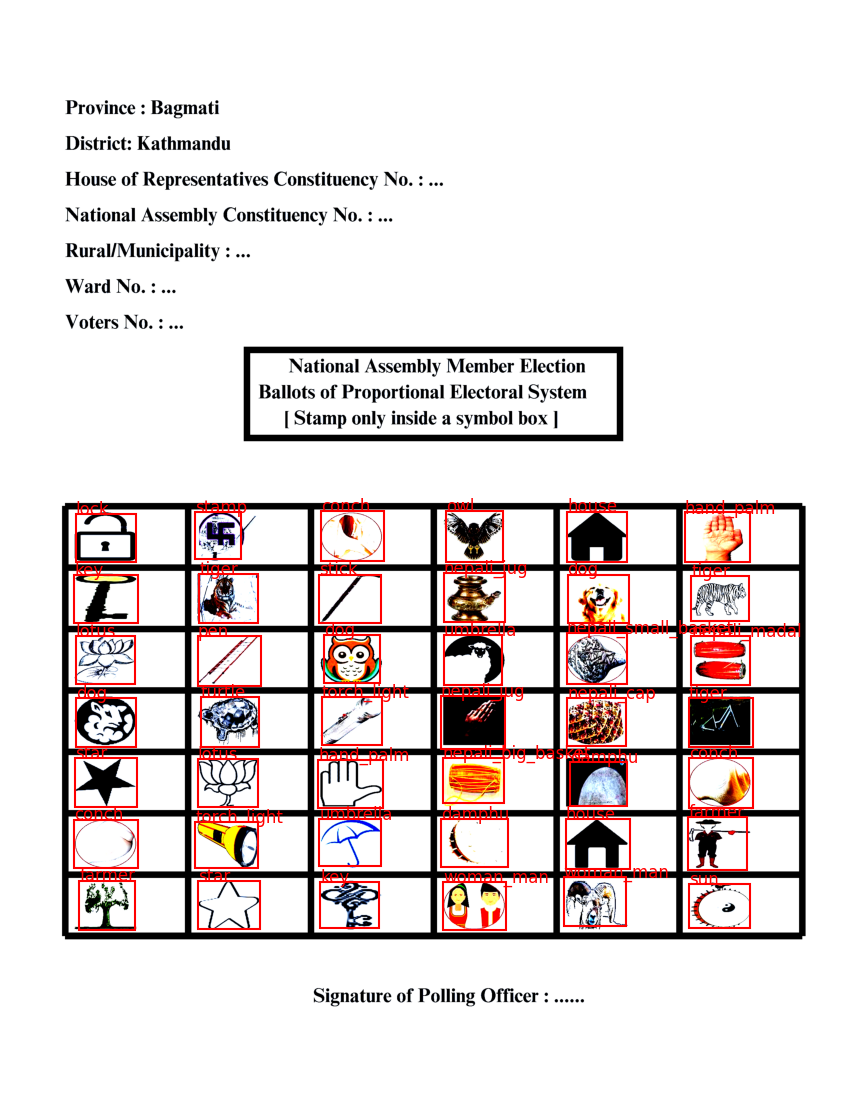 Province : Bagmati
District: Kathmandu
House of Representatives Constituency No. : ...
National Assembly Constituency No. : ...
Rural/Municipality : ...
Ward No. : ...
Voters No. : ...
National Assembly Member Election
Ballots of Proportional Electoral System
[ Stamp only inside a symbol box ]
lock stamp conch owl house hand_palm
key tiger stick nepali_jug dog tiger
lotus pen dog umbrella nepali_small_basket
dog turtle torch_light nepali_jug nepali_cap tiger
star lotus hand_palm nepali_big_basket conch
conch torch_light umbrella damphu house farmer
farmer star key woman_man woman_man sun
Signature of Polling Officer : ......